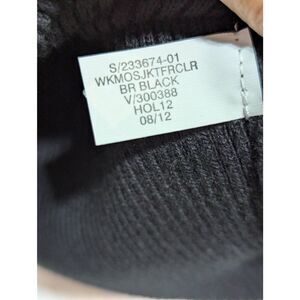 S/233674-01
WKMOSJKTFRCLR
BR BLACK
V/300388
HOL12
08/12